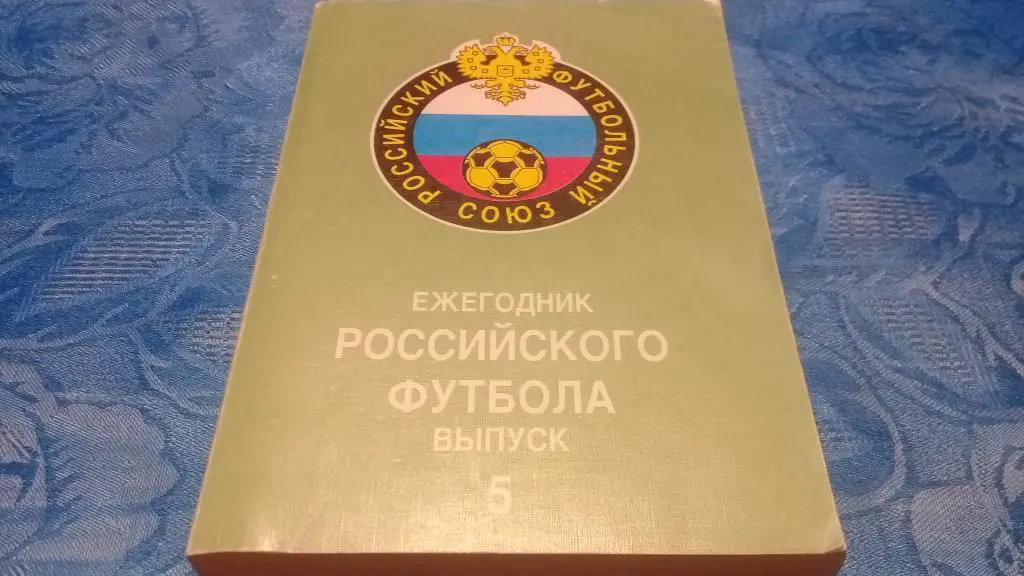 РОССИЙСКИЙ ФУТБОЛЬНЫЙ СОЮЗ
ЕЖЕГОДНИК
РОССИЙСКОГО
ФУТБОЛА
ВЫПУСК
5